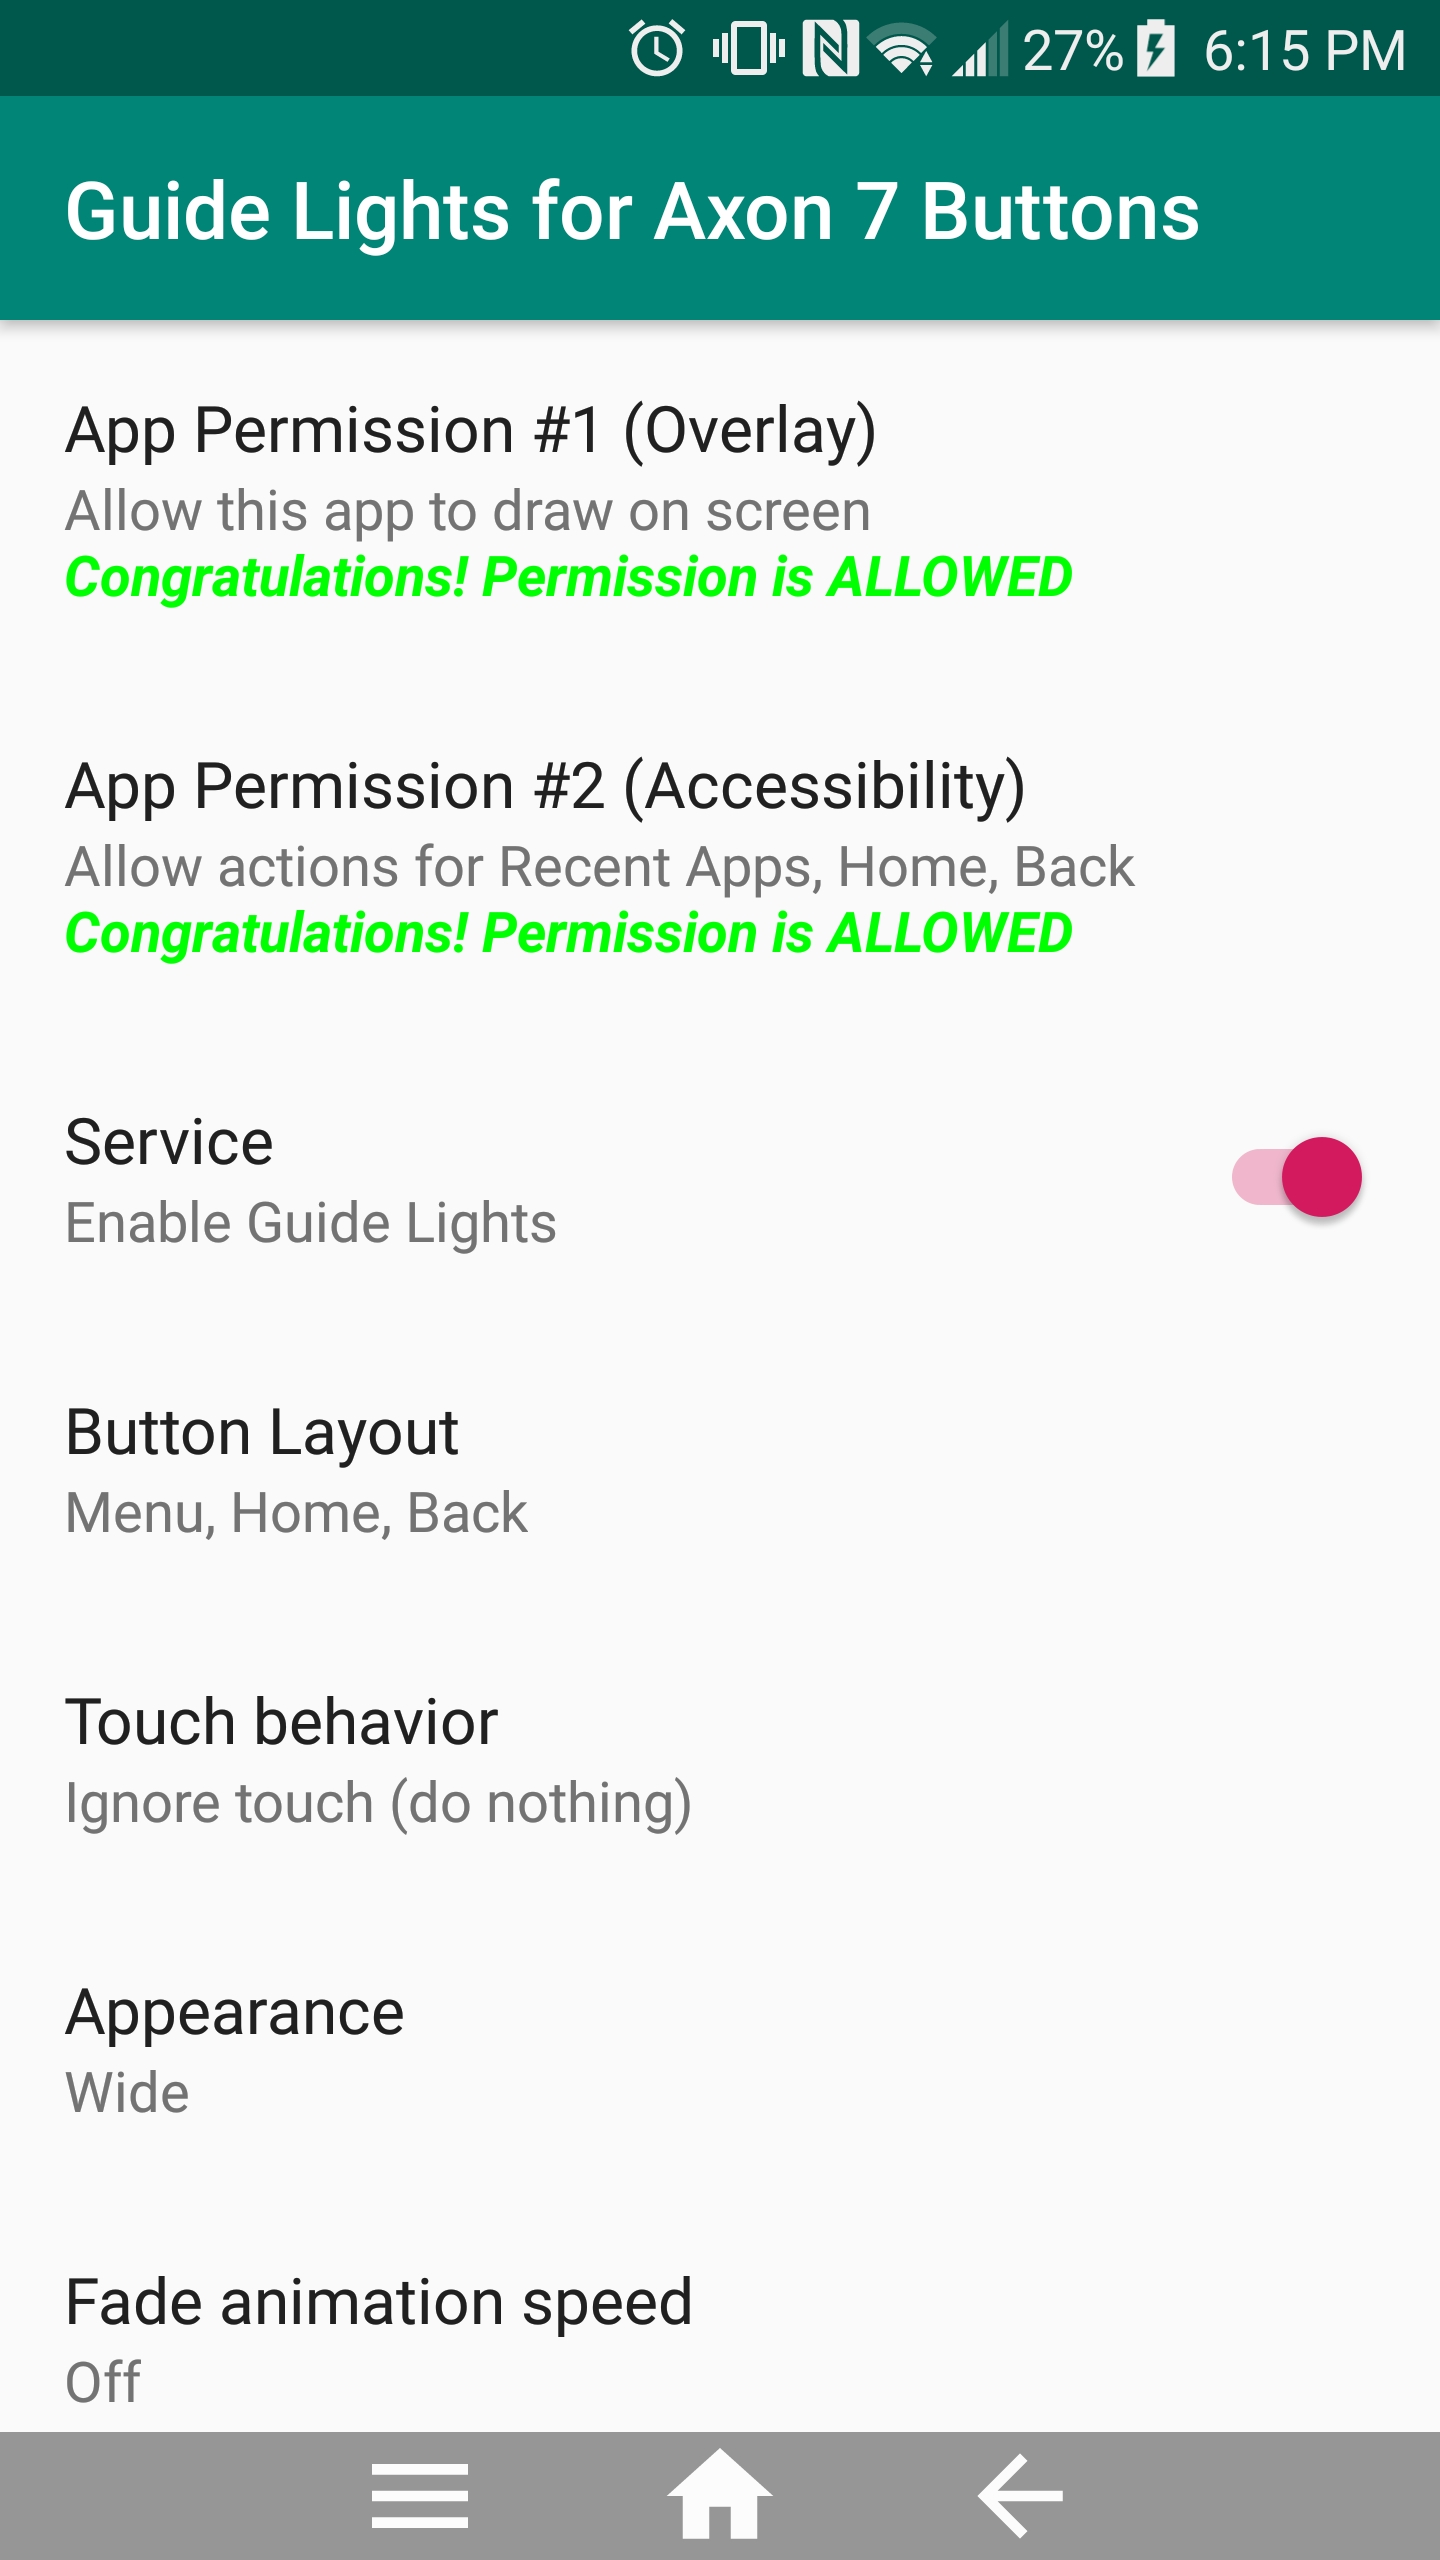 27% 6:15 PM
Guide Lights for Axon 7 Buttons
App Permission #1 (Overlay)
Allow this app to draw on screen
Congratulations! Permission is ALLOWED
App Permission #2 (Accessibility)
Allow actions for Recent Apps, Home, Back
Congratulations! Permission is ALLOWED
Service
Enable Guide Lights
Button Layout
Menu, Home, Back
Touch behavior
Ignore touch (do nothing)
Appearance
Wide
Fade animation speed
Off